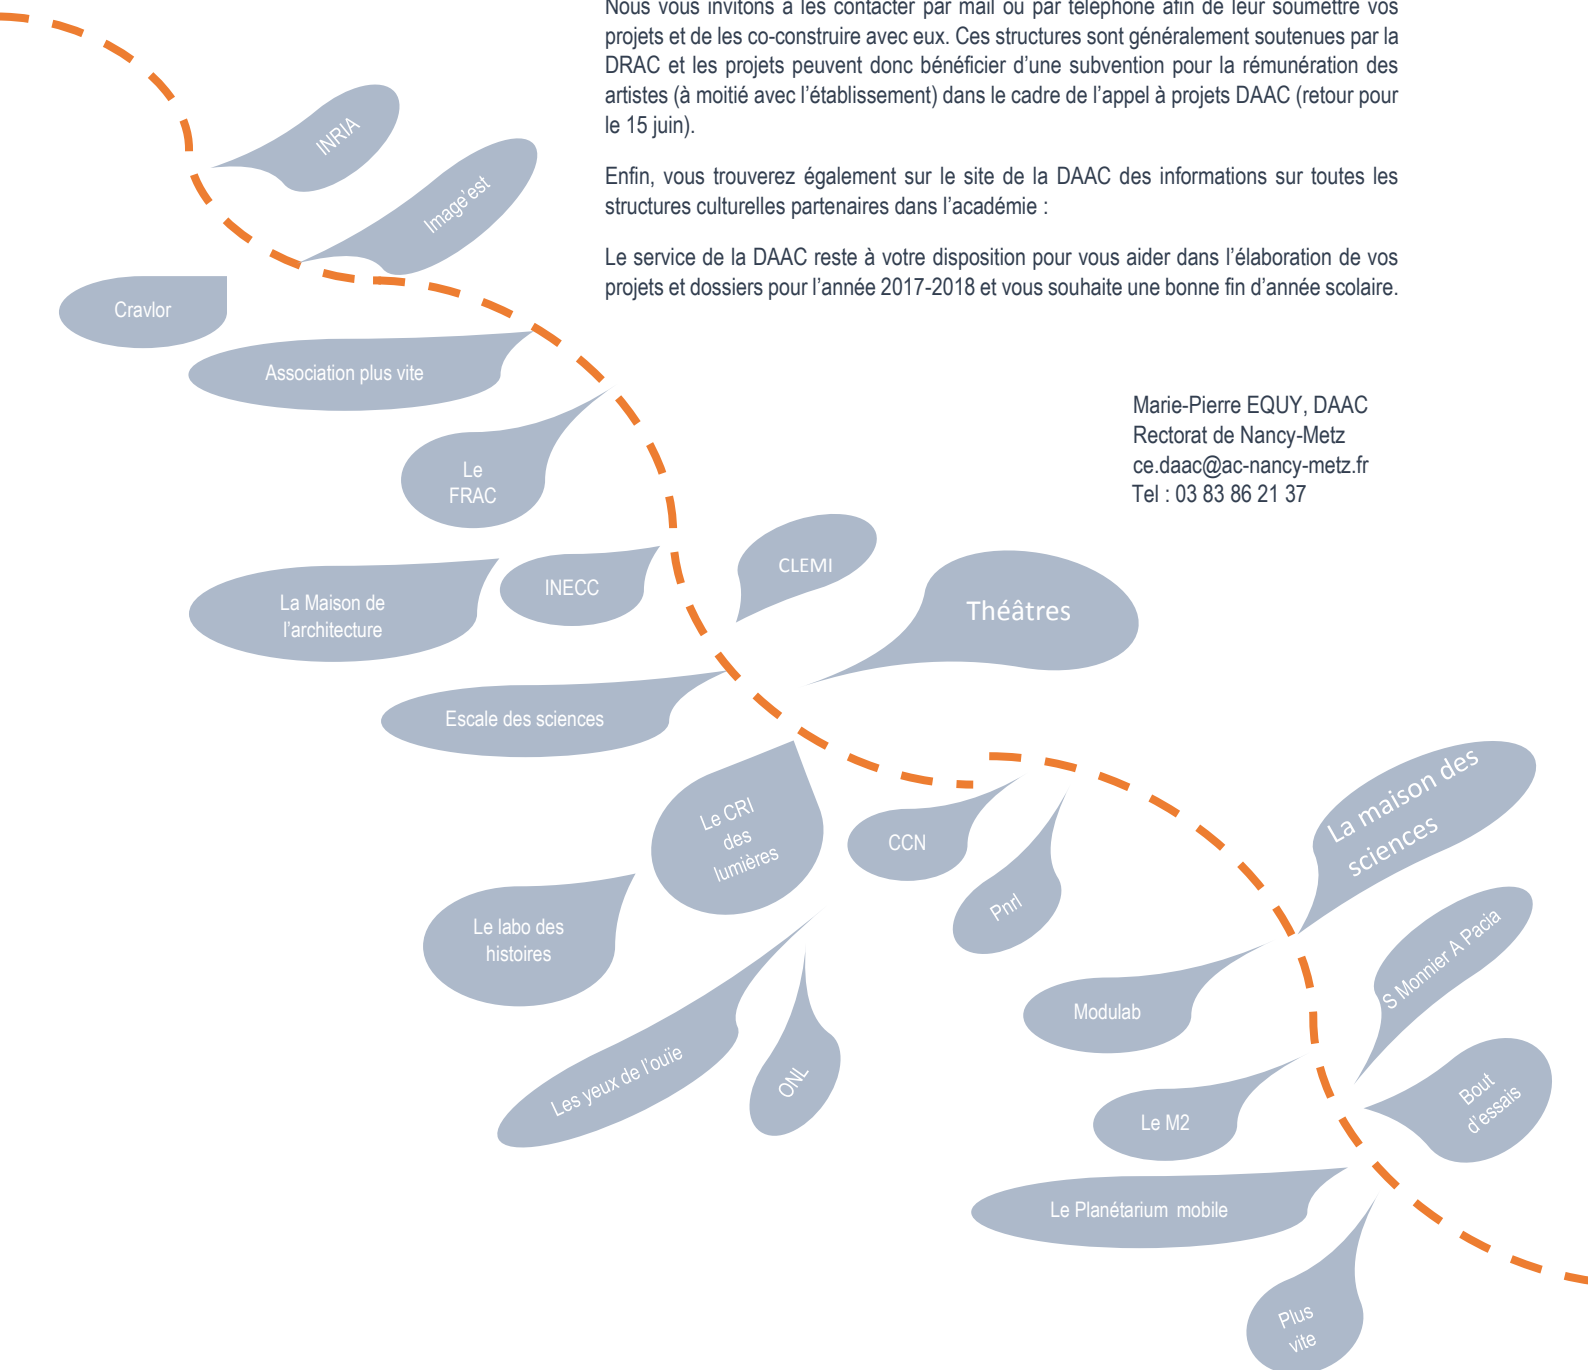 Nous vous invitons à les contacter par mail ou par téléphone afin de leur soumettre vos
projets et de les co-construire avec eux. Ces structures sont généralement soutenues par la
DRAC et les projets peuvent donc bénéficier d’une subvention pour la rémunération des
artistes (à moitié avec l’établissement) dans le cadre de l’appel à projets DAAC (retour pour
le 15 juin).
Enfin, vous trouverez également sur le site de la DAAC des informations sur toutes les
structures culturelles partenaires dans l’académie :
Le service de la DAAC reste à votre disposition pour vous aider dans l’élaboration de vos
projets et dossiers pour l’année 2017-2018 et vous souhaite une bonne fin d’année scolaire.
Marie-Pierre EQUY, DAAC
Rectorat de Nancy-Metz
ce.daac@ac-nancy-metz.fr
Tel : 03 83 86 21 37
INRIA
Image’est
Cravlor
Association plus vite
Le
FRAC
CLEMI
INECC
La Maison de
l’architecture
Théâtres
Escale des sciences
Le CRI
des
lumières
CCN
Pnrl
La maison des
sciences
Le labo des
histoires
S Monnier A Pacia
Modulab
Les yeux de l’ouïe
ONL
Bout
d’essais
Le M2
Le Planétarium  mobile
Plus
vite